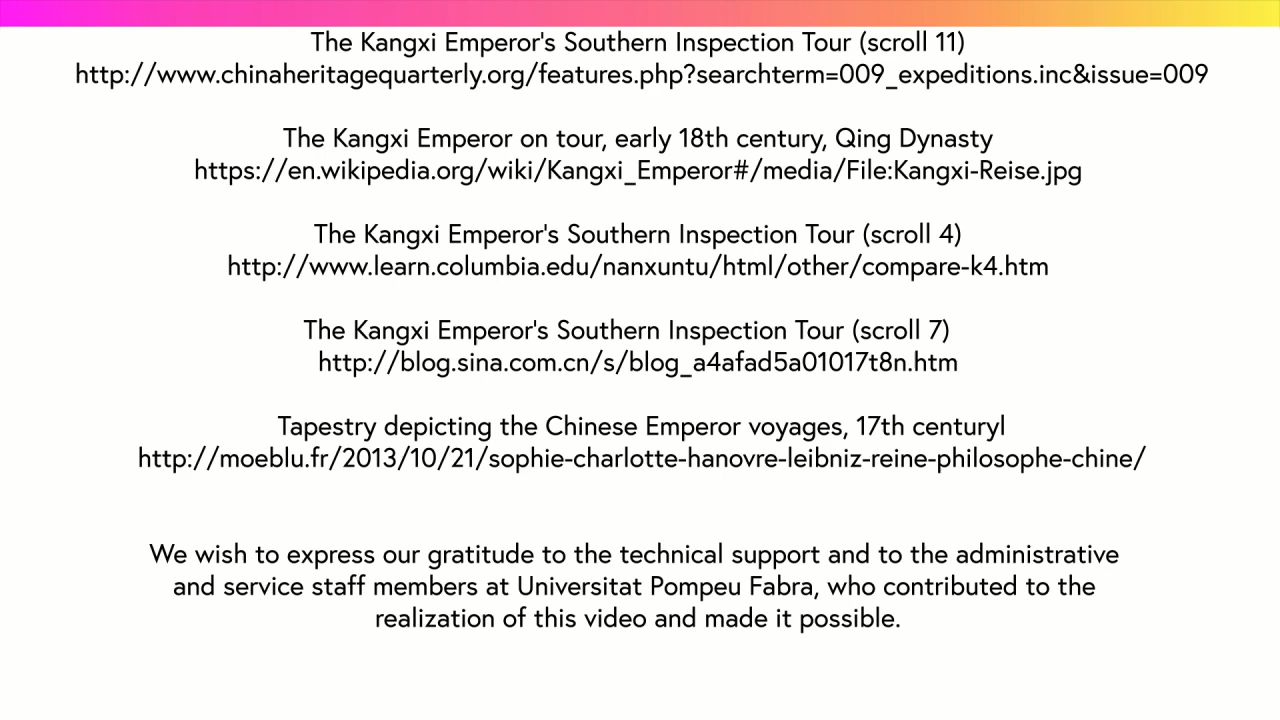 The Kangxi Emperor's Southern Inspection Tour (scroll 11)
http://www.chinaheritagequarterly.org/features.php?searchterm=009_expeditions.inc&issue=009
The Kangxi Emperor on tour, early 18th century, Qing Dynasty
https://en.wikipedia.org/wiki/Kangxi_Emperor#/media/File:Kangxi-Reise.jpg
The Kangxi Emperor's Southern Inspection Tour (scroll 4)
http://www.learn.columbia.edu/nanxuntu/html/other/compare-k4.htm
The Kangxi Emperor's Southern Inspection Tour (scroll 7)
http://blog.sina.com.cn/s/blog_a4afad5a01017t8n.htm
Tapestry depicting the Chinese Emperor voyages, 17th centuryl
http://moeblu.fr/2013/10/21/sophie-charlotte-hanovre-leibniz-reine-philosophe-chine/
We wish to express our gratitude to the technical support and to the administrative
and service staff members at Universitat Pompeu Fabra, who contributed to the
realization of this video and made it possible.